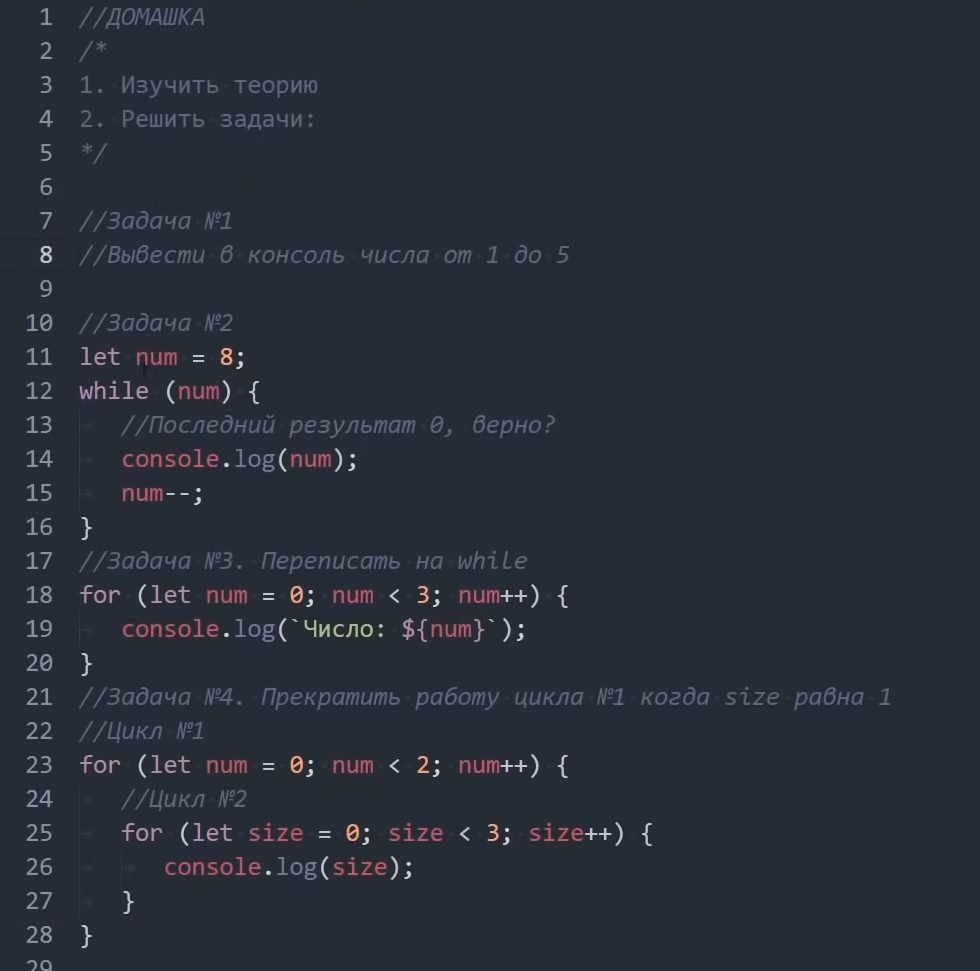 1 //ДОМАШКА
2 /*
3 1. Изучить теорию
4 2. Решить задачи:
5 */
6
7 //Задача №1
8 //Вывести в консоль числа от 1 до 5
9
10 //Задача №2
11 let num = 8;
12 while (num) {
13 //Последний результат 0, верно?
14 console.log(num);
15 num--;
16 }
17 //Задача №3. Переписать на while
18 for (let num = 0; num < 3; num++) {
19 console.log(`Число: ${num}`);
20 }
21 //Задача №4. Прекратить работу цикла №1 когда size равна 1
22 //Цикл №1
23 for (let num = 0; num < 2; num++) {
24 //Цикл №2
25 for (let size = 0; size < 3; size++) {
26 console.log(size);
27 }
28 }
29